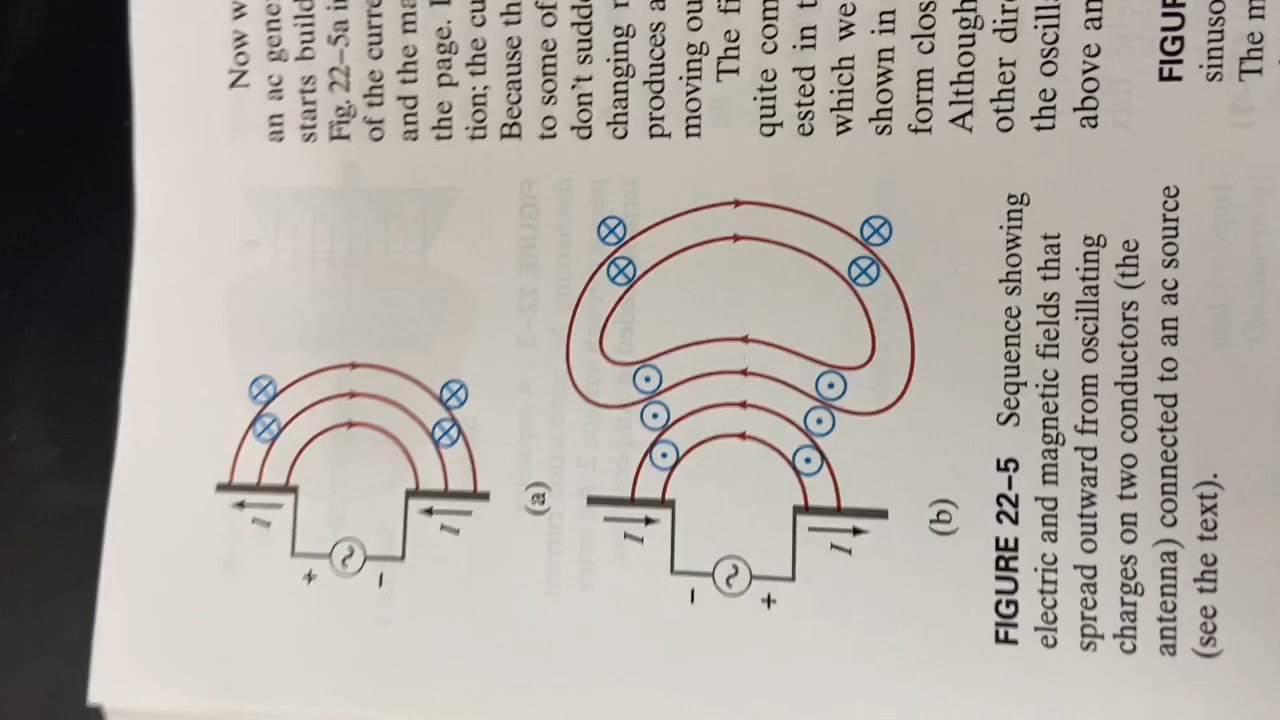 +
−
I
I
(a)
−
+
I
I
(b)
FIGURE 22–5 Sequence showing
electric and magnetic fields that
spread outward from oscillating
charges on two conductors (the
antenna) connected to an ac source
(see the text).
Now w
an ac gene
starts build
Fig. 22–5a i
of the curre
and the ma
the page.
tion; the cu
Because th
to some of
don't sudde
changing r
produces a
moving ou
The fi
quite com
ested in t
which we
shown in
form clos
Although
other dire
the oscill
above an
FIGUR
sinuso
The m